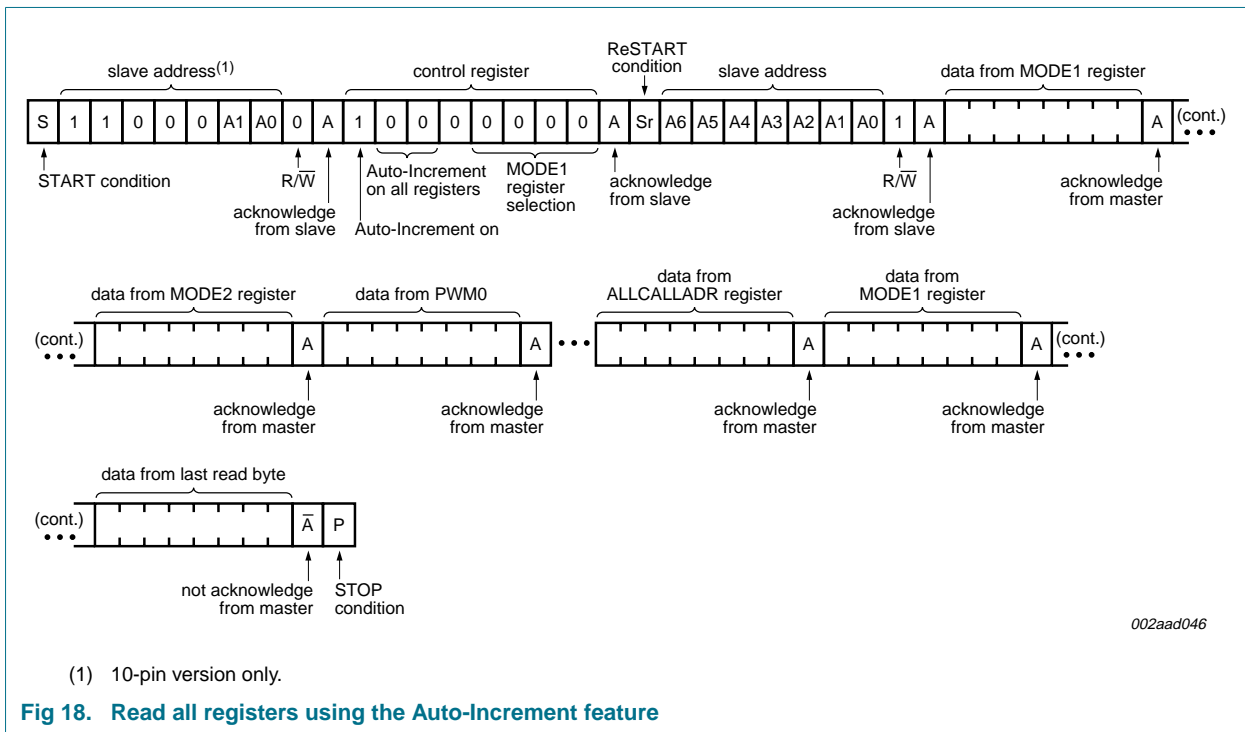 ReSTART
condition
slave address(1)
control register
slave address
data from MODE1 register
S 1 1 0 0 0 A1 A0 0 A 1 0 0 0 0 0 0 0 A Sr A6 A5 A4 A3 A2 A1 A0 1 A A (cont.)
START condition
R/W̅
acknowledge
from slave
Auto-Increment on
Auto-Increment
on all registers
MODE1
register
selection
acknowledge
from slave
R/W̅
acknowledge
from slave
acknowledge
from master
data from MODE2 register
data from PWM0
data from
ALLCALLADR register
data from
MODE1 register
(cont.) A A A A (cont.)
acknowledge
from master
acknowledge
from master
acknowledge
from master
acknowledge
from master
data from last read byte
(cont.) A̅ P
not acknowledge
from master
STOP
condition
002aad046
(1) 10-pin version only.
Fig 18. Read all registers using the Auto-Increment feature